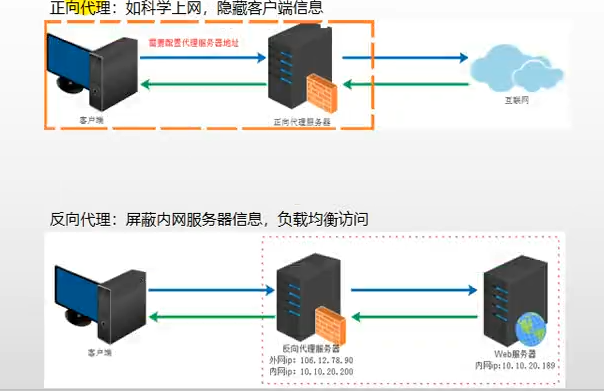 正向代理：如科学上网，隐藏客户端信息
需要配置代理服务器地址
客户端
正向代理服务器
互联网
反向代理：屏蔽内网服务器信息，负载均衡访问
客户端
反向代理服务器
外网ip：106.12.78.90
内网ip：10.10.20.200
Web服务器
内网ip：10.10.20.189